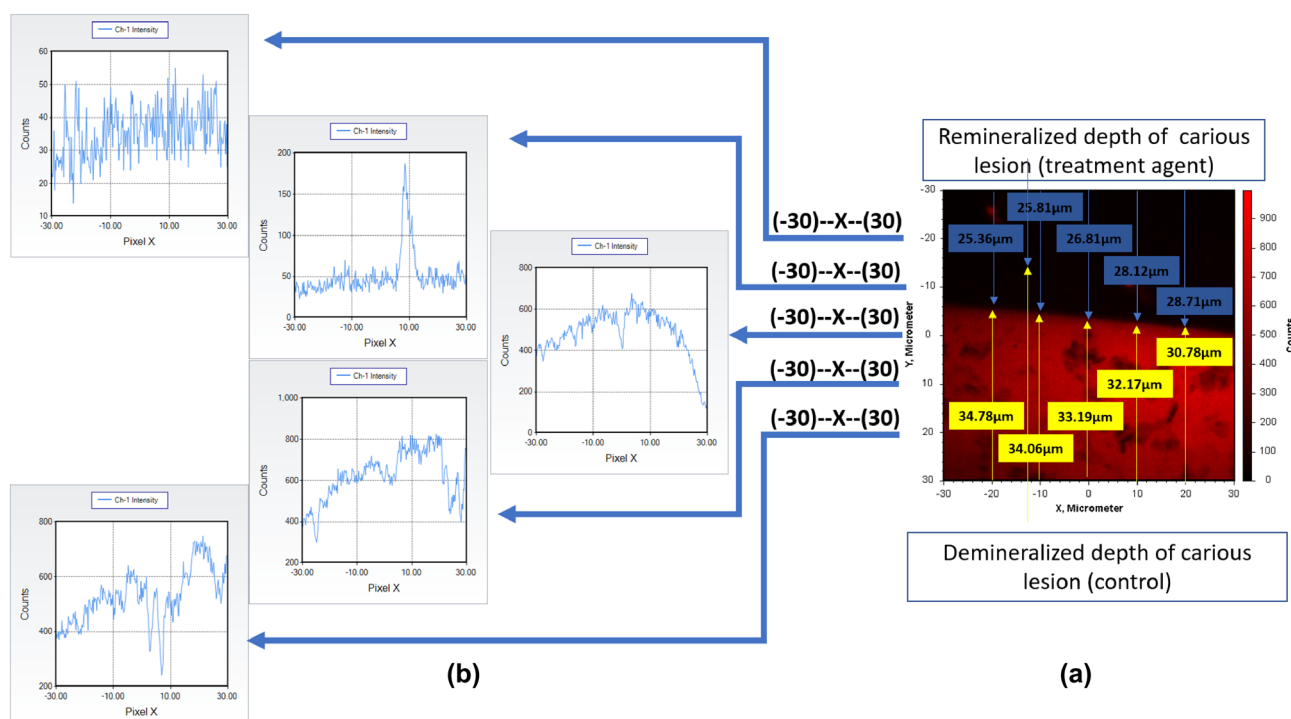 Ch-1 Intensity
60
50
40
30
20
10
Counts
-30.00
-10.00
10.00
30.00
Pixel X
Ch-1 Intensity
200
150
100
50
0
Counts
-30.00
-10.00
10.00
30.00
Pixel X
Ch-1 Intensity
800
600
400
200
0
Counts
-30.00
-10.00
10.00
30.00
Pixel X
Ch-1 Intensity
1,000
800
600
400
200
Counts
-30.00
-10.00
10.00
30.00
Pixel X
Ch-1 Intensity
800
600
400
200
Counts
-30.00
-10.00
10.00
30.00
Pixel X
(b)
(-30)--X--(30)
(-30)--X--(30)
(-30)--X--(30)
(-30)--X--(30)
(-30)--X--(30)
Remineralized depth of carious
lesion (treatment agent)
-30
-20
-10
0
10
20
30
Y, Micrometer
25.81µm
25.36µm
26.81µm
28.12µm
28.71µm
30.78µm
32.17µm
34.78µm
33.19µm
34.06µm
-30
-20
-10
0
10
20
30
X, Micrometer
900
800
700
600
500
400
300
200
100
0
Counts
Demineralized depth of carious
lesion (control)
(a)